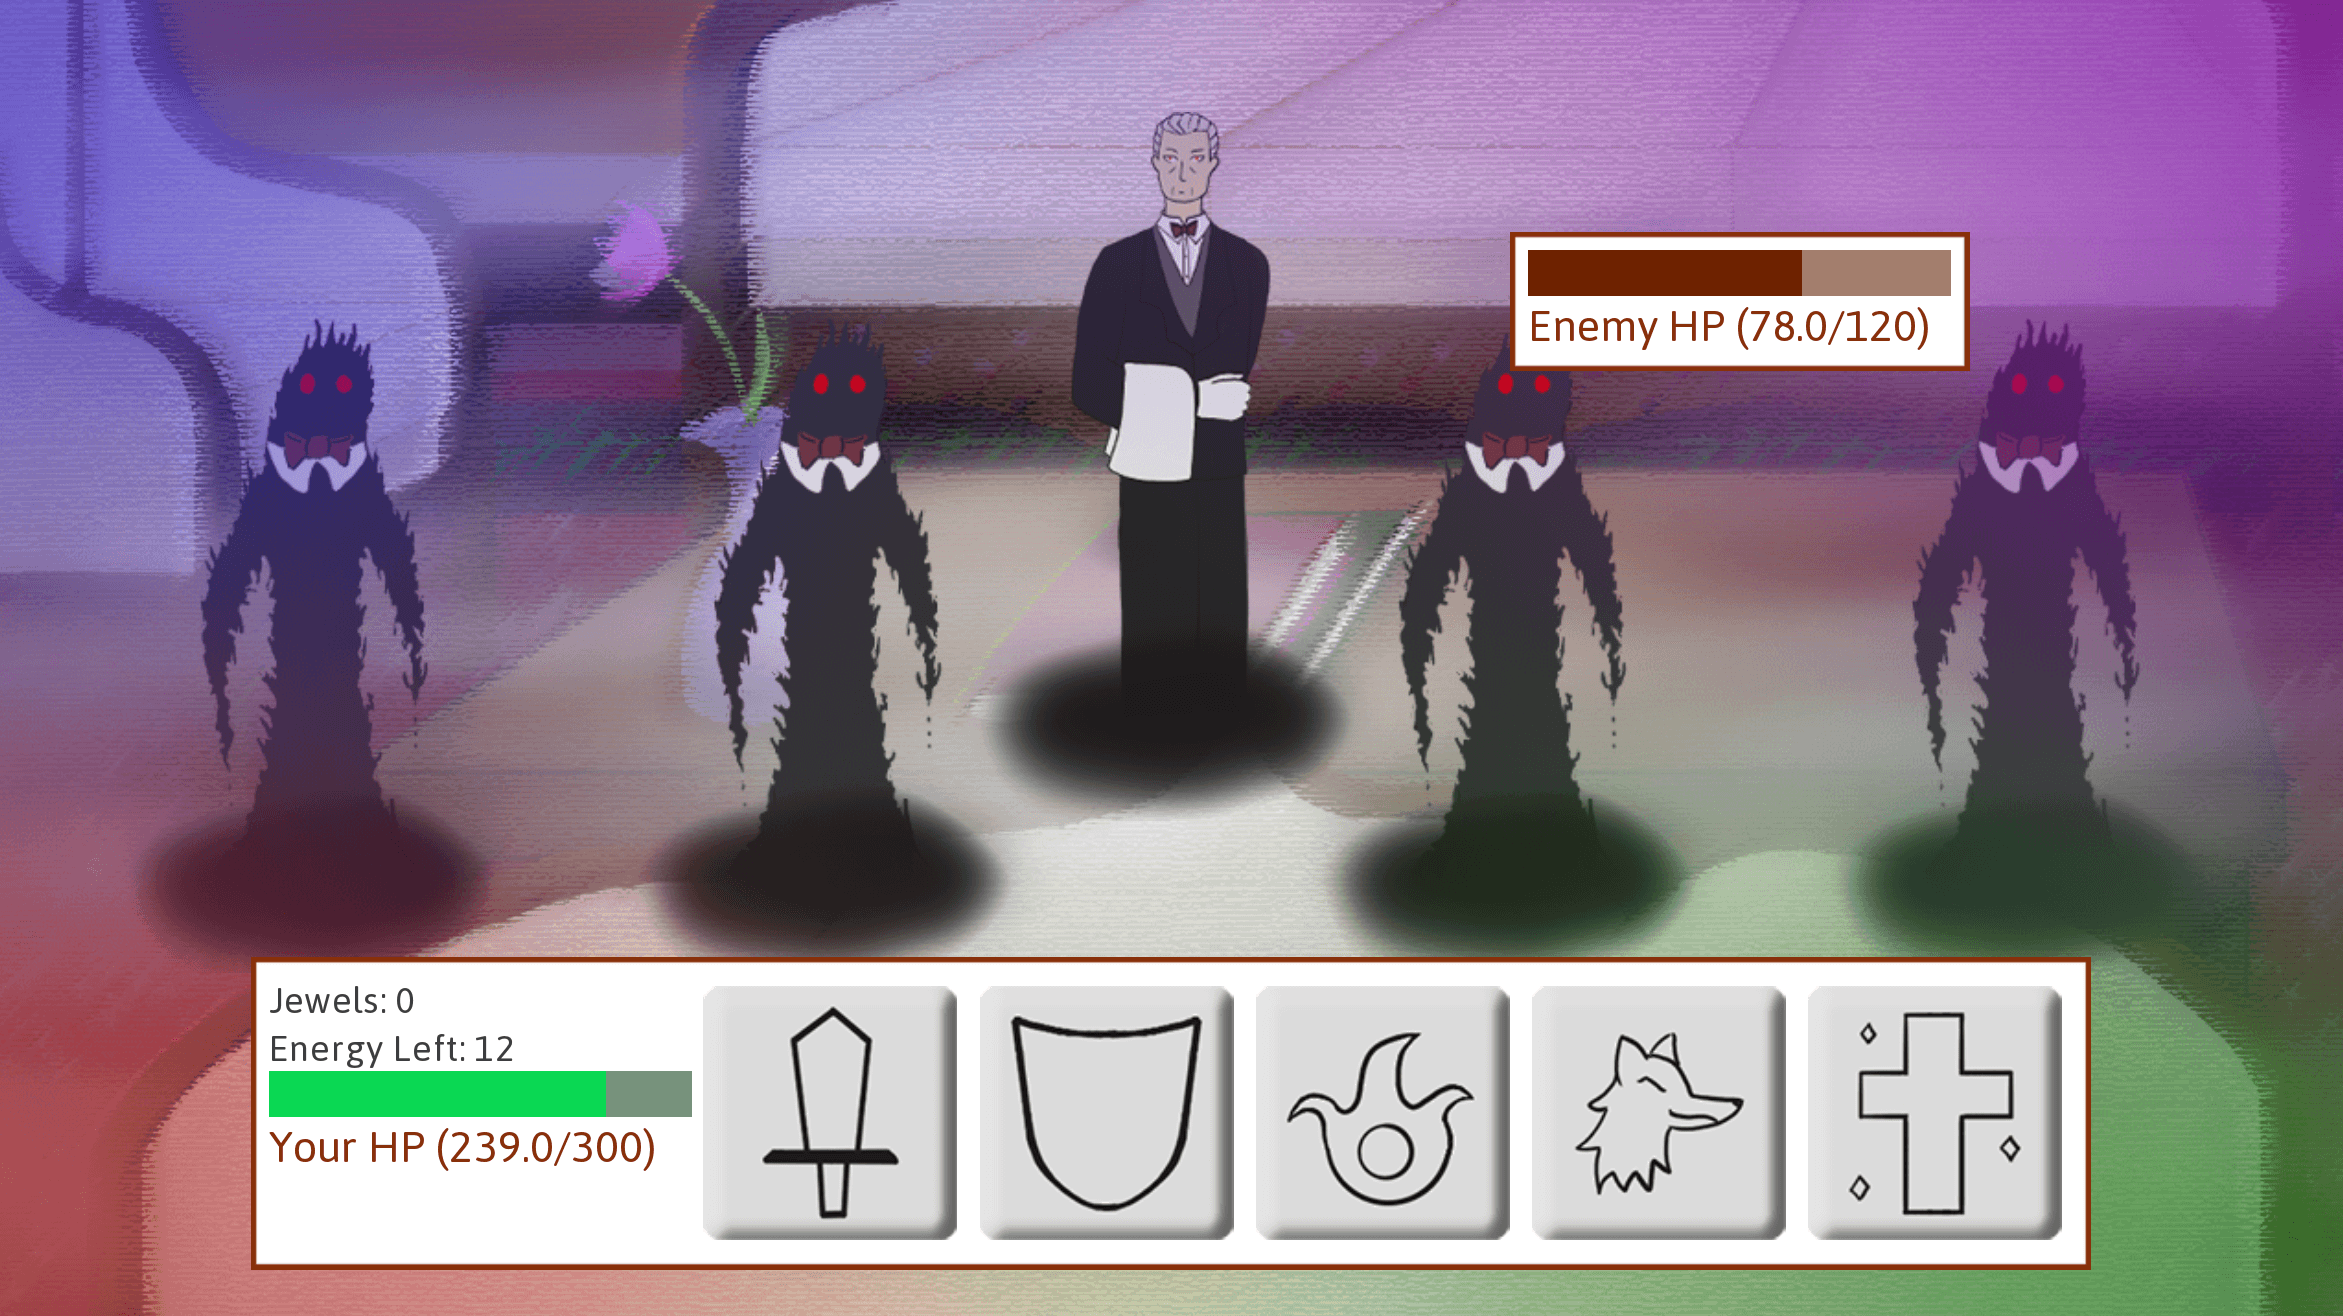 Enemy HP (78.0/120)
Jewels: 0
Energy Left: 12
Your HP (239.0/300)